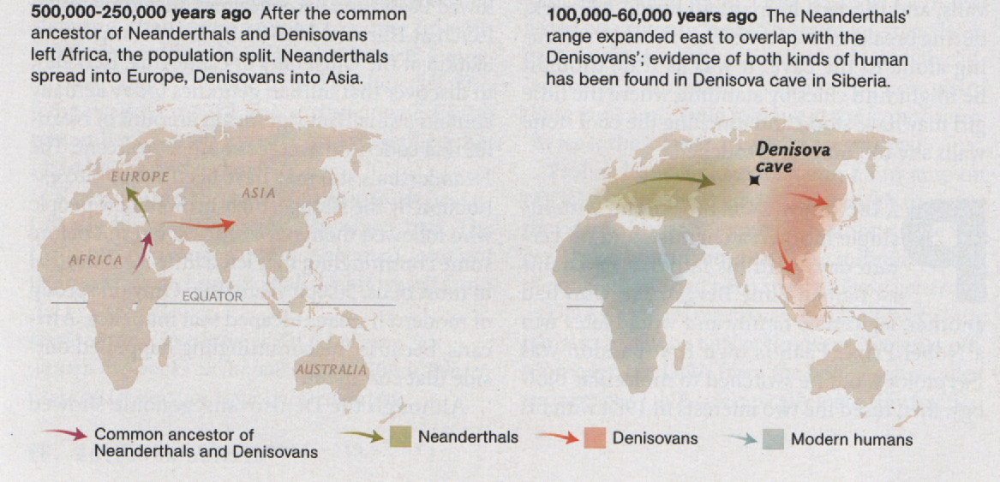 500,000-250,000 years ago After the common
ancestor of Neanderthals and Denisovans
left Africa, the population split. Neanderthals
spread into Europe, Denisovans into Asia.
EUROPE
ASIA
AFRICA
EQUATOR
AUSTRALIA
100,000-60,000 years ago The Neanderthals'
range expanded east to overlap with the
Denisovans'; evidence of both kinds of human
has been found in Denisova cave in Siberia.
Denisova
cave
Common ancestor of
Neanderthals and Denisovans
Neanderthals
Denisovans
Modern humans